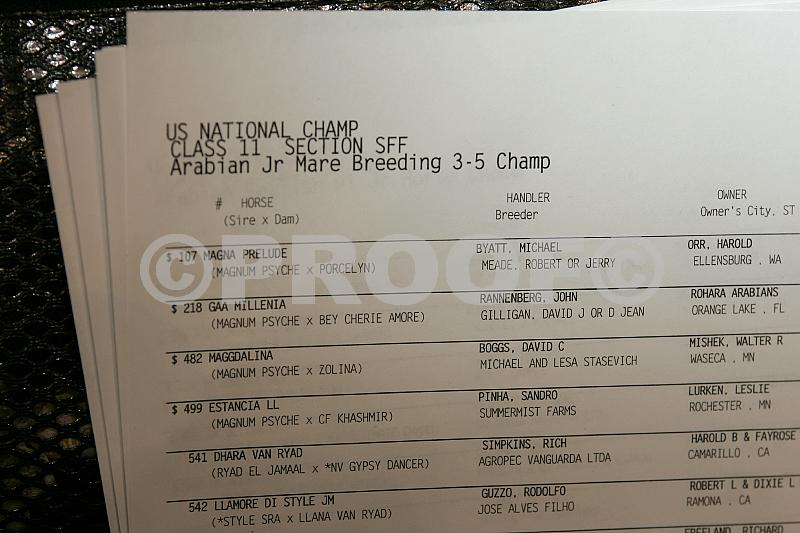 US NATIONAL CHAMP
CLASS 11 SECTION SFF
Arabian Jr Mare Breeding 3-5 Champ
# HORSE HANDLER OWNER
(Sire x Dam) Breeder Owner's City, ST
$ 107 MAGNA PRELUDE BYATT, MICHAEL ORR, HAROLD
(MAGNUM PSYCHE x PORCELYN) MEADE, ROBERT OR JERRY ELLENSBURG . WA
©PROOF©
$ 218 GAA MILLENIA RANNENBERG, JOHN ROHARA ARABIANS
(MAGNUM PSYCHE x BEY CHERIE AMORE) GILLIGAN, DAVID J OR D JEAN ORANGE LAKE . FL
$ 482 MAGGDALINA BOGGS, DAVID C MISHEK, WALTER R
(MAGNUM PSYCHE x ZOLINA) MICHAEL AND LESA STASEVICH WASECA . MN
$ 499 ESTANCIA LL PINHA, SANDRO LURKEN, LESLIE
(MAGNUM PSYCHE x CF KHASHMIR) SUMMERMIST FARMS ROCHESTER . MN
541 DHARA VAN RYAD SIMPKINS, RICH HAROLD B & FAYROSE
(RYAD EL JAMAAL x *NV GYPSY DANCER) AGROPEC VANGUARDA LTDA CAMARILLO . CA
542 LLAMORE DI STYLE JM GUZZO, RODOLFO ROBERT L & DIXIE L
(*STYLE SRA x LLANA VAN RYAD) JOSE ALVES FILHO RAMONA . CA
FREELAND, RICHARD